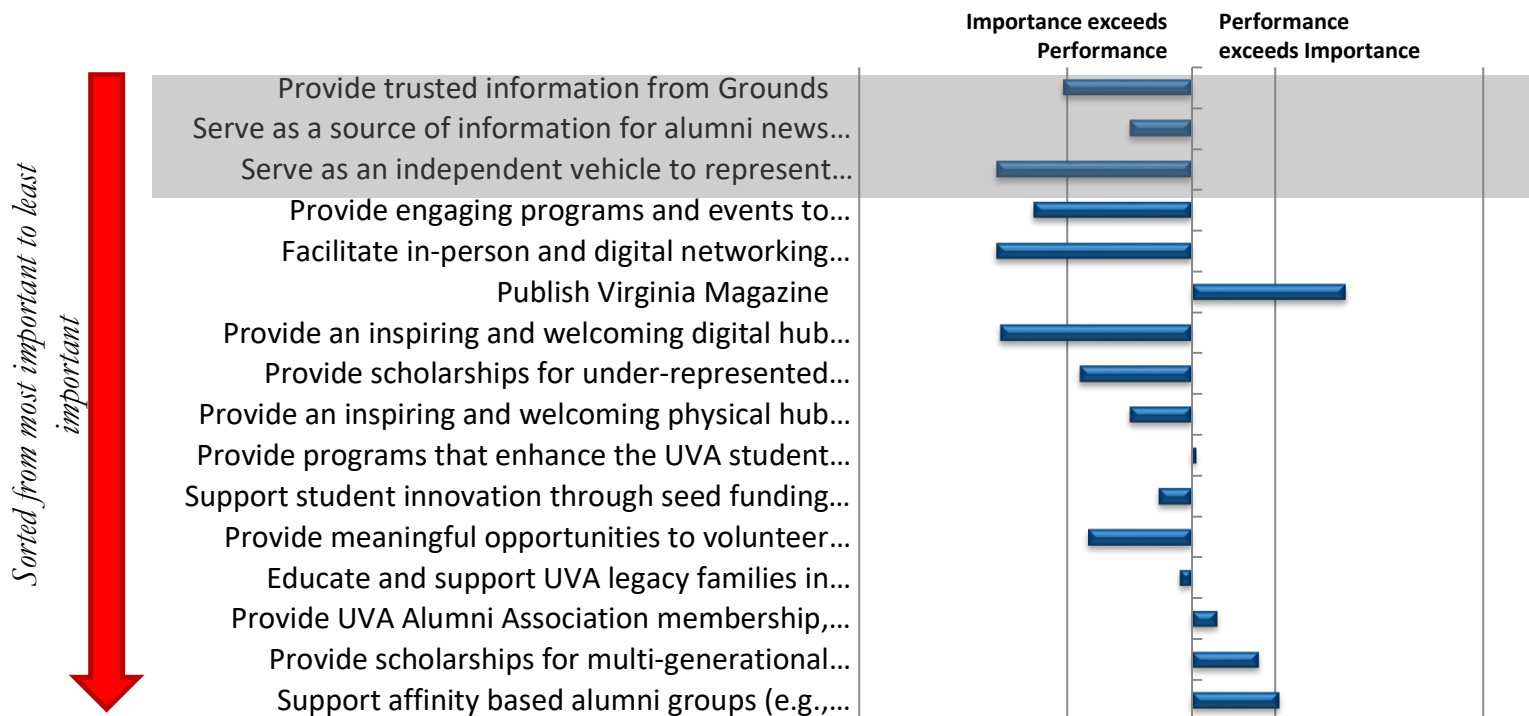 Importance exceeds
Performance
Performance
exceeds Importance
Sorted from most important to least
important
Provide trusted information from Grounds
Serve as a source of information for alumni news…
Serve as an independent vehicle to represent…
Provide engaging programs and events to…
Facilitate in-person and digital networking…
Publish Virginia Magazine
Provide an inspiring and welcoming digital hub…
Provide scholarships for under-represented…
Provide an inspiring and welcoming physical hub…
Provide programs that enhance the UVA student…
Support student innovation through seed funding…
Provide meaningful opportunities to volunteer…
Educate and support UVA legacy families in…
Provide UVA Alumni Association membership,…
Provide scholarships for multi-generational…
Support affinity based alumni groups (e.g.,…